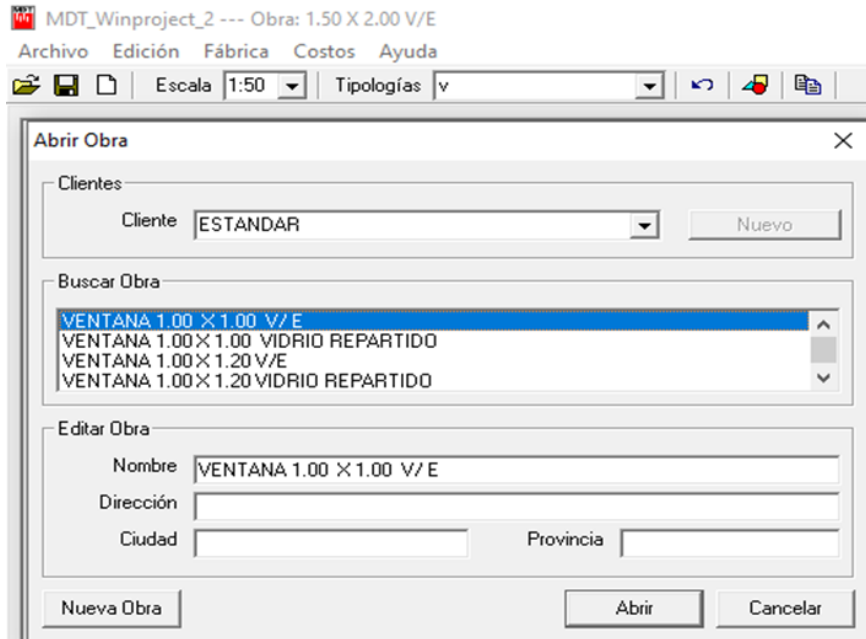 MDT MDT_Winproject_2 --- Obra: 1.50 X 2.00 V/E
Archivo Edición Fábrica Costos Ayuda
Escala 1:50 Tipologías v
Abrir Obra
Clientes
Cliente ESTANDAR Nuevo
Buscar Obra
VENTANA 1.00 X 1.00 V/ E
VENTANA 1.00 X 1.00 VIDRIO REPARTIDO
VENTANA 1.00 X 1.20 V/E
VENTANA 1.00 X 1.20 VIDRIO REPARTIDO
Editar Obra
Nombre VENTANA 1.00 X 1.00 V/ E
Dirección
Ciudad Provincia
Nueva Obra Abrir Cancelar